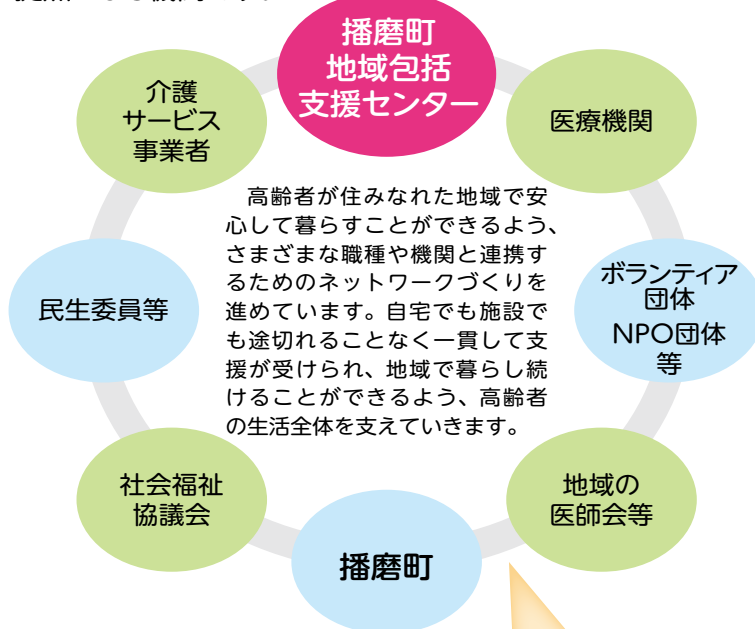 播磨町
地域包括
支援センター
介護
サービス
事業者
医療機関
高齢者が住みなれた地域で安
心して暮らすことができるよう、
さまざまな職種や機関と連携す
るためのネットワークづくりを
進めています。自宅でも施設で
も途切れることなく一貫して支
援が受けられ、地域で暮らし続
けることができるよう、高齢者
の生活全体を支えていきます。
民生委員等
ボランティア
団体
NPO団体
等
社会福祉
協議会
地域の
医師会等
播磨町